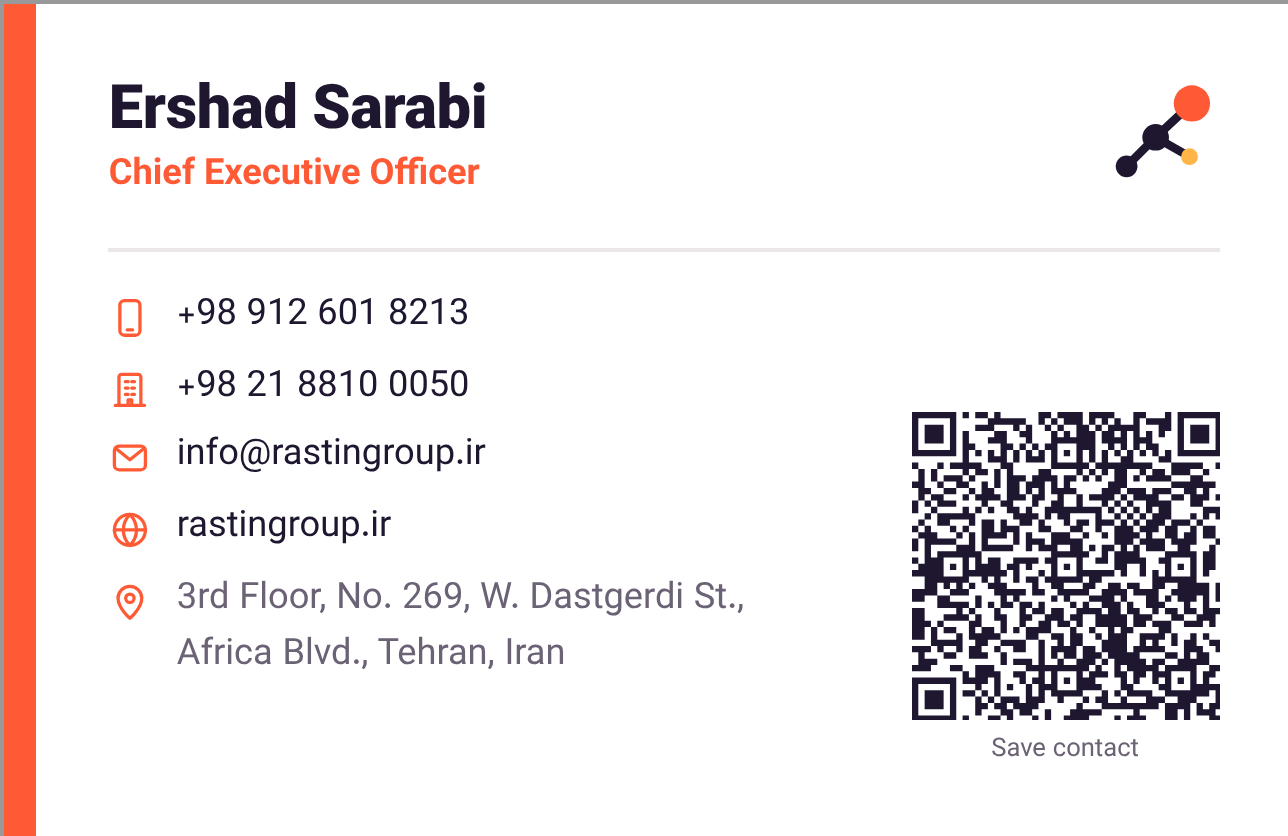 Ershad Sarabi
Chief Executive Officer
+98 912 601 8213
+98 21 8810 0050
info@rastingroup.ir
rastingroup.ir
3rd Floor, No. 269, W. Dastgerdi St.,
Africa Blvd., Tehran, Iran
Save contact